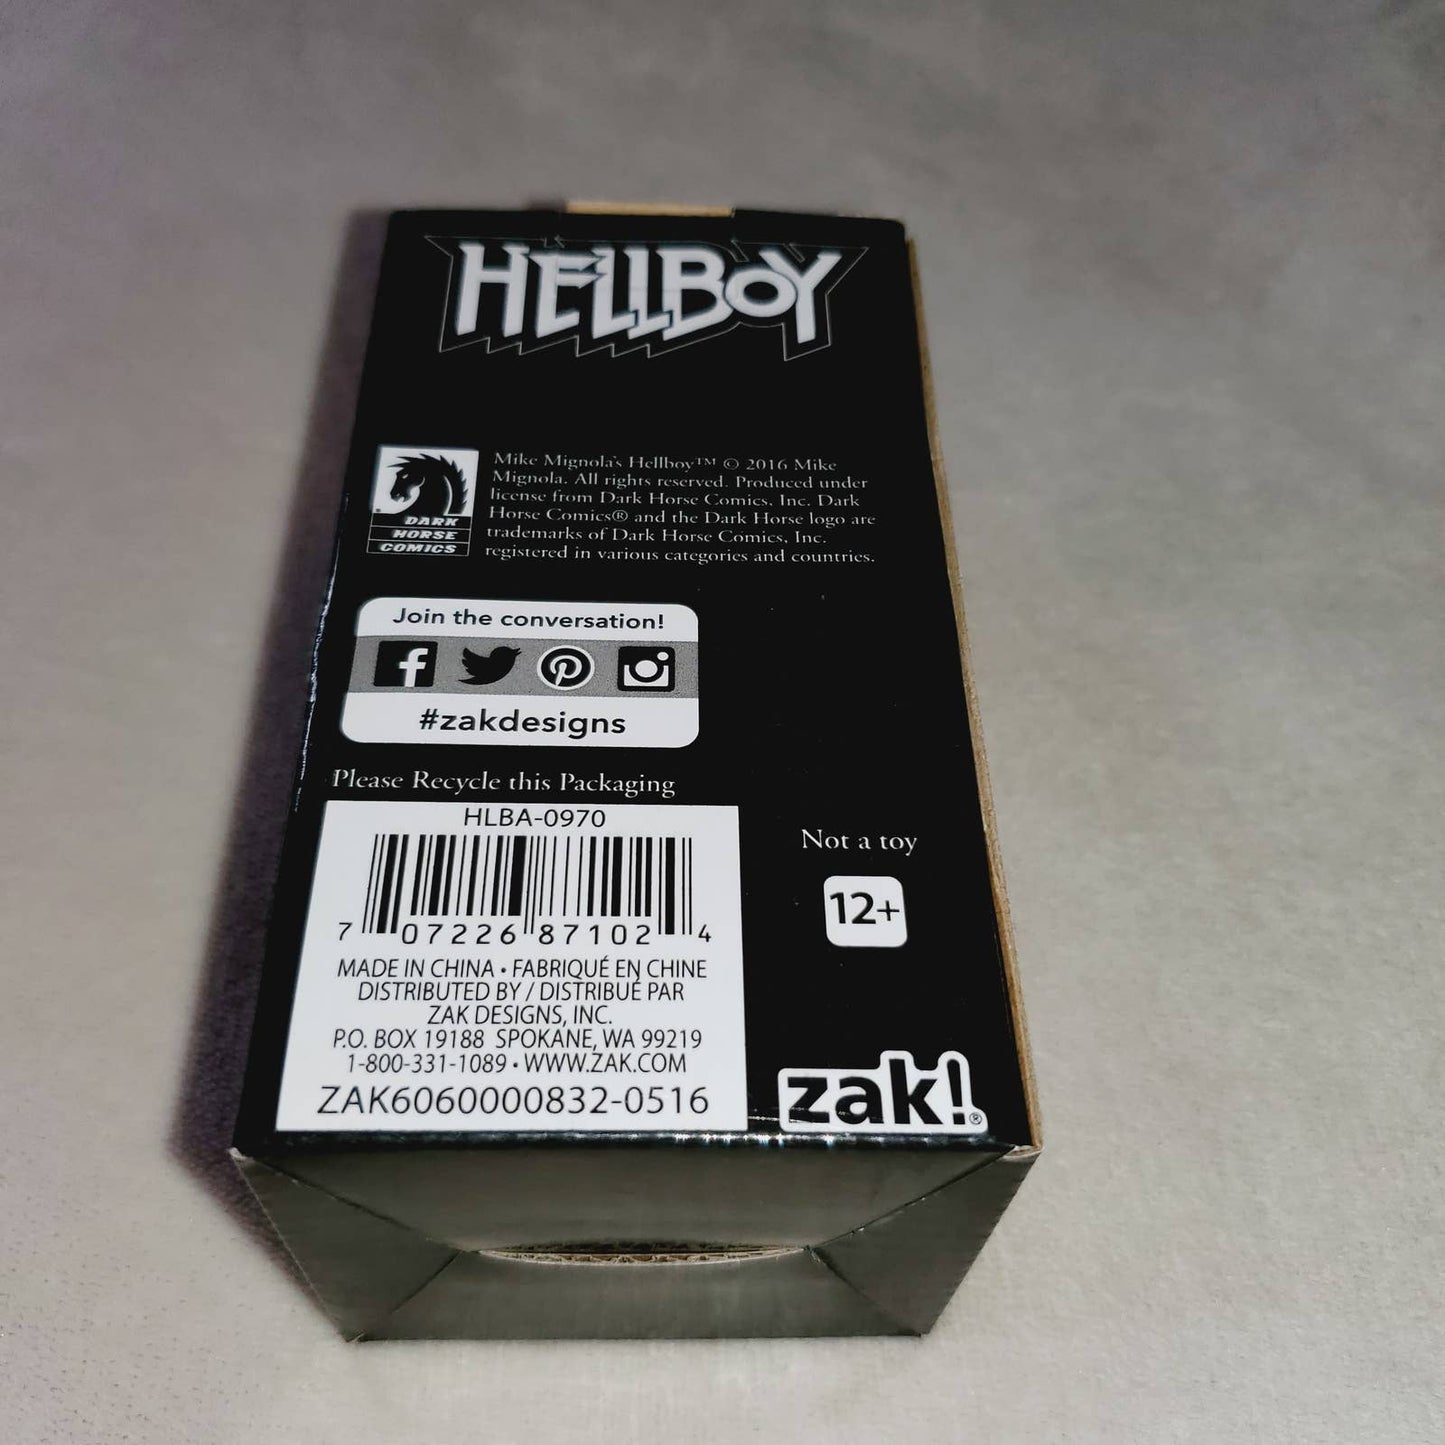 HELLBOY
Mike Mignola's Hellboy™ © 2016 Mike
Mignola. All rights reserved. Produced under
license from Dark Horse Comics, Inc. Dark
Horse Comics® and the Dark Horse logo are
trademarks of Dark Horse Comics, Inc.
registered in various categories and countries.
DARK
HORSE
COMICS
Join the conversation!
#zakdesigns
Please Recycle this Packaging
HLBA-0970
7 07226 87102 4
MADE IN CHINA • FABRIQUÉ EN CHINE
DISTRIBUTED BY / DISTRIBUÉ PAR
ZAK DESIGNS, INC.
P.O. BOX 19188 SPOKANE, WA 99219
1-800-331-1089 • WWW.ZAK.COM
ZAK6060000832-0516
Not a toy
12+
zak!®